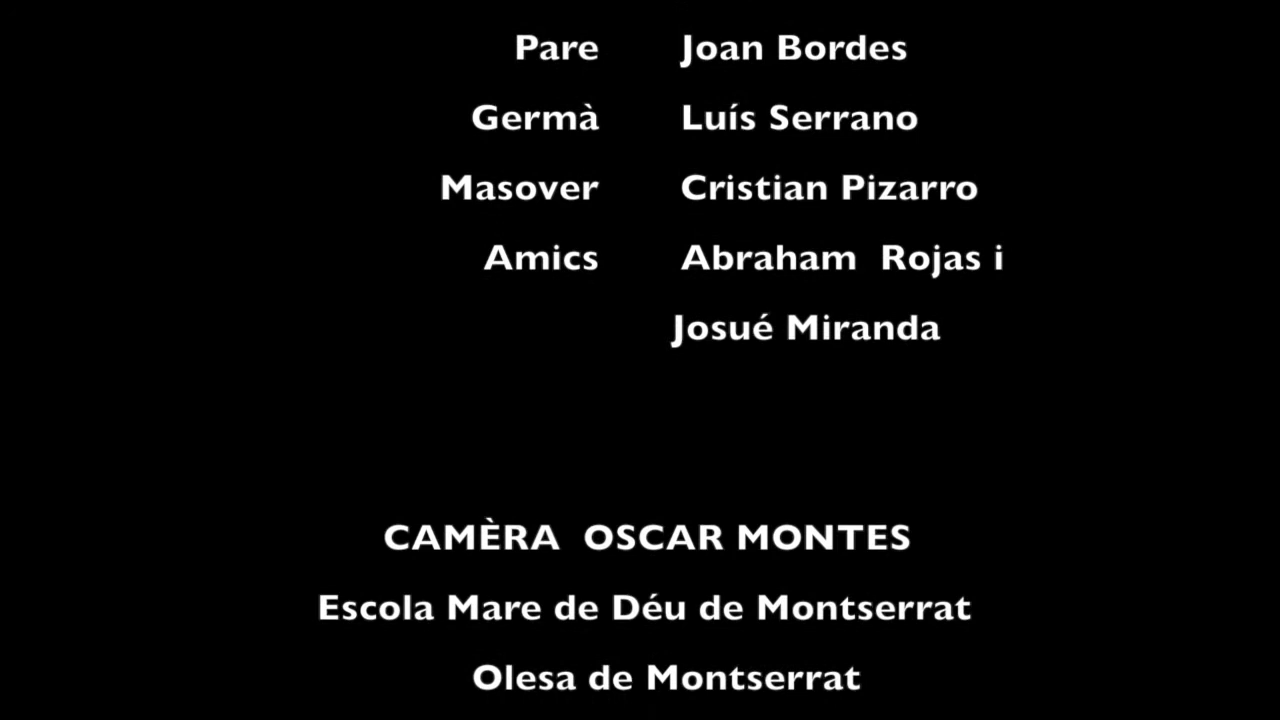 Pare Joan Bordes
Germà Luís Serrano
Masover Cristian Pizarro
Amics Abraham  Rojas i
Josué Miranda
CAMÈRA  OSCAR MONTES
Escola Mare de Déu de Montserrat
Olesa de Montserrat